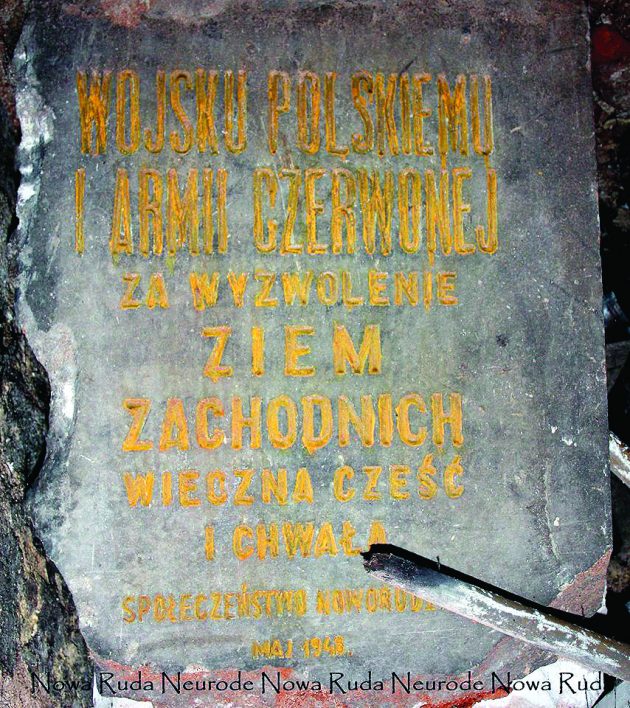 WOJSKU POLSKIEMU
I ARMII CZERWONEJ
ZA WYZWOLENIE
ZIEM
ZACHODNICH
WIECZNA CZEŚĆ
I CHWAŁA
SPOŁECZEŃSTWO
MAJ 1948.
Nowa Ruda Neurode Nowa Ruda Neurode Nowa Ruda